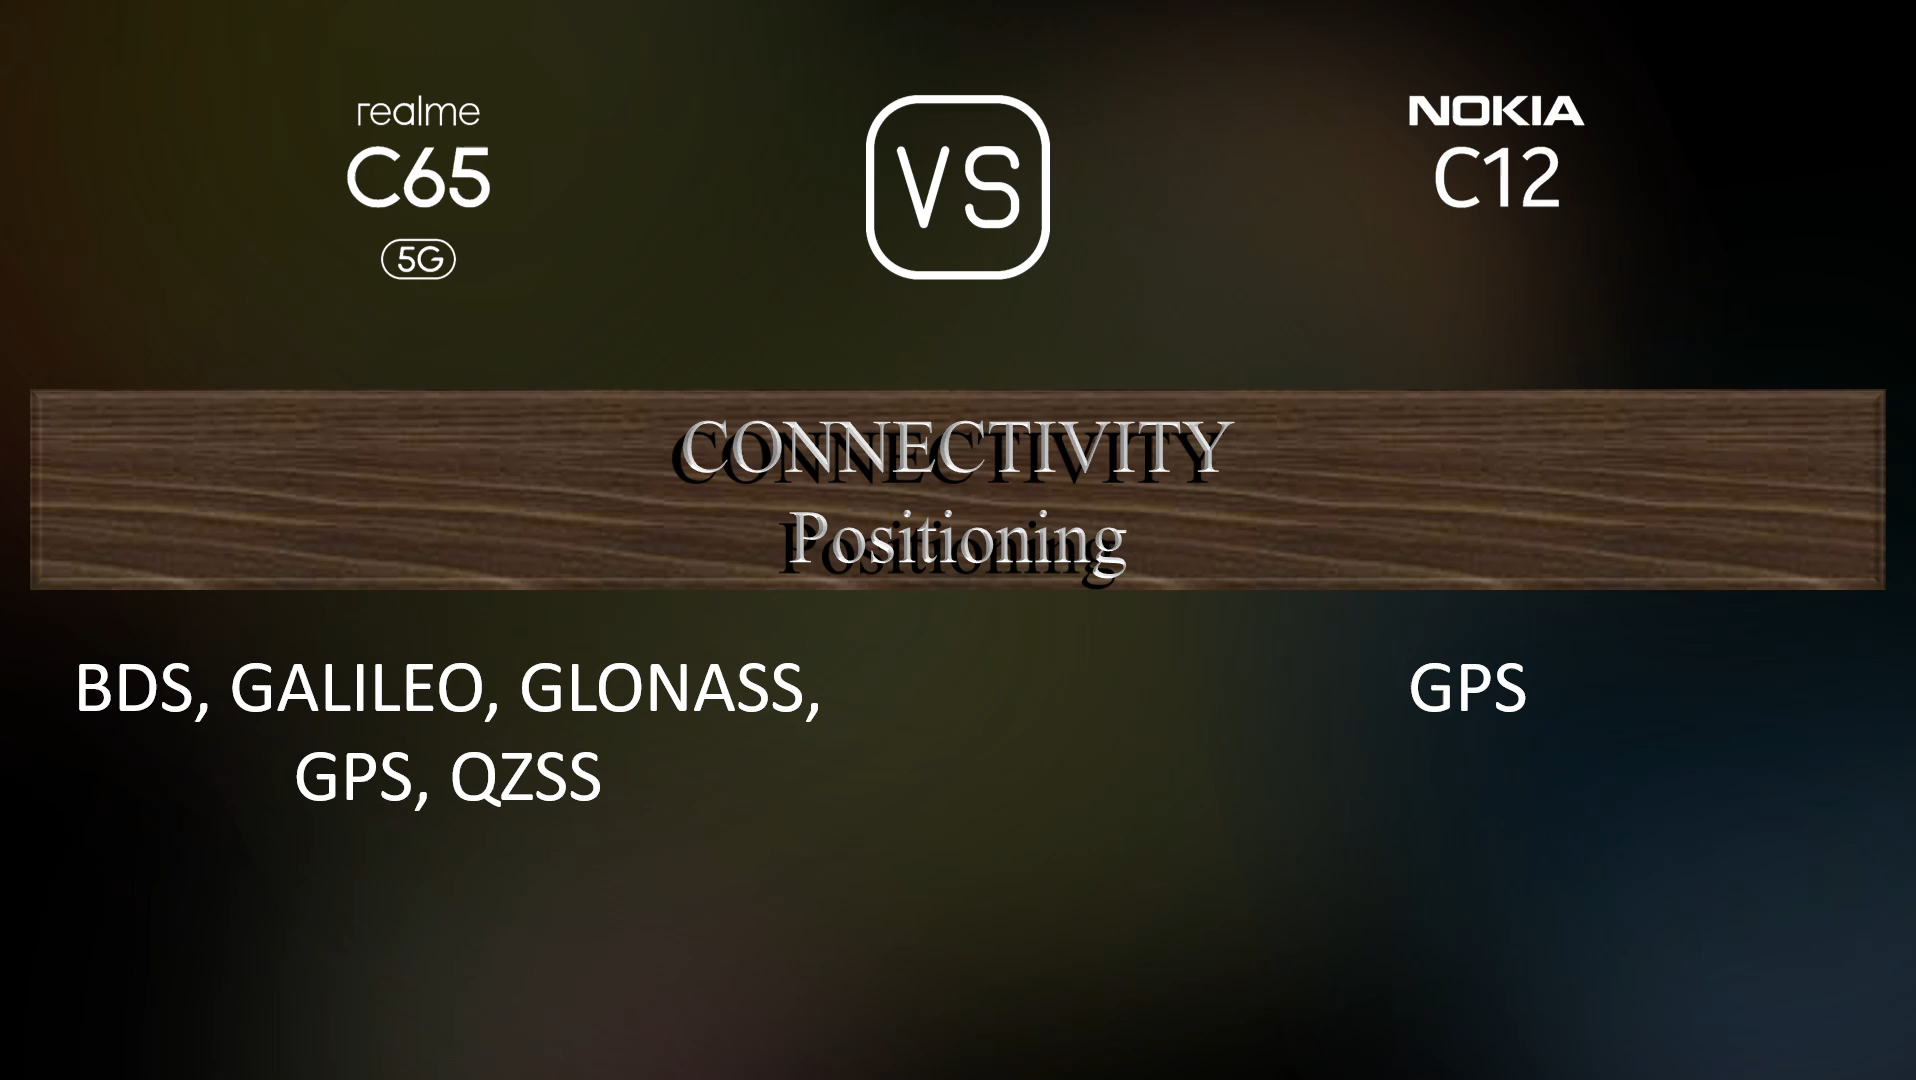 realme
C65
5G
VS
NOKIA
C12
CONNECTIVITY
Positioning
BDS, GALILEO, GLONASS,
GPS, QZSS
GPS